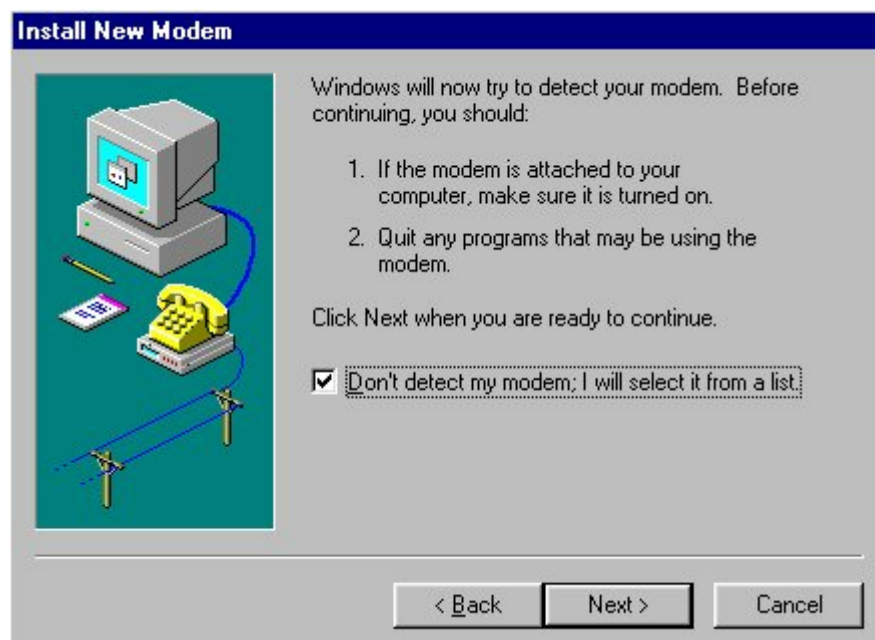 Install New Modem
Windows will now try to detect your modem. Before
continuing, you should:
1. If the modem is attached to your
computer, make sure it is turned on.
2. Quit any programs that may be using the
modem.
Click Next when you are ready to continue.
Don't detect my modem; I will select it from a list.
< Back
Next >
Cancel